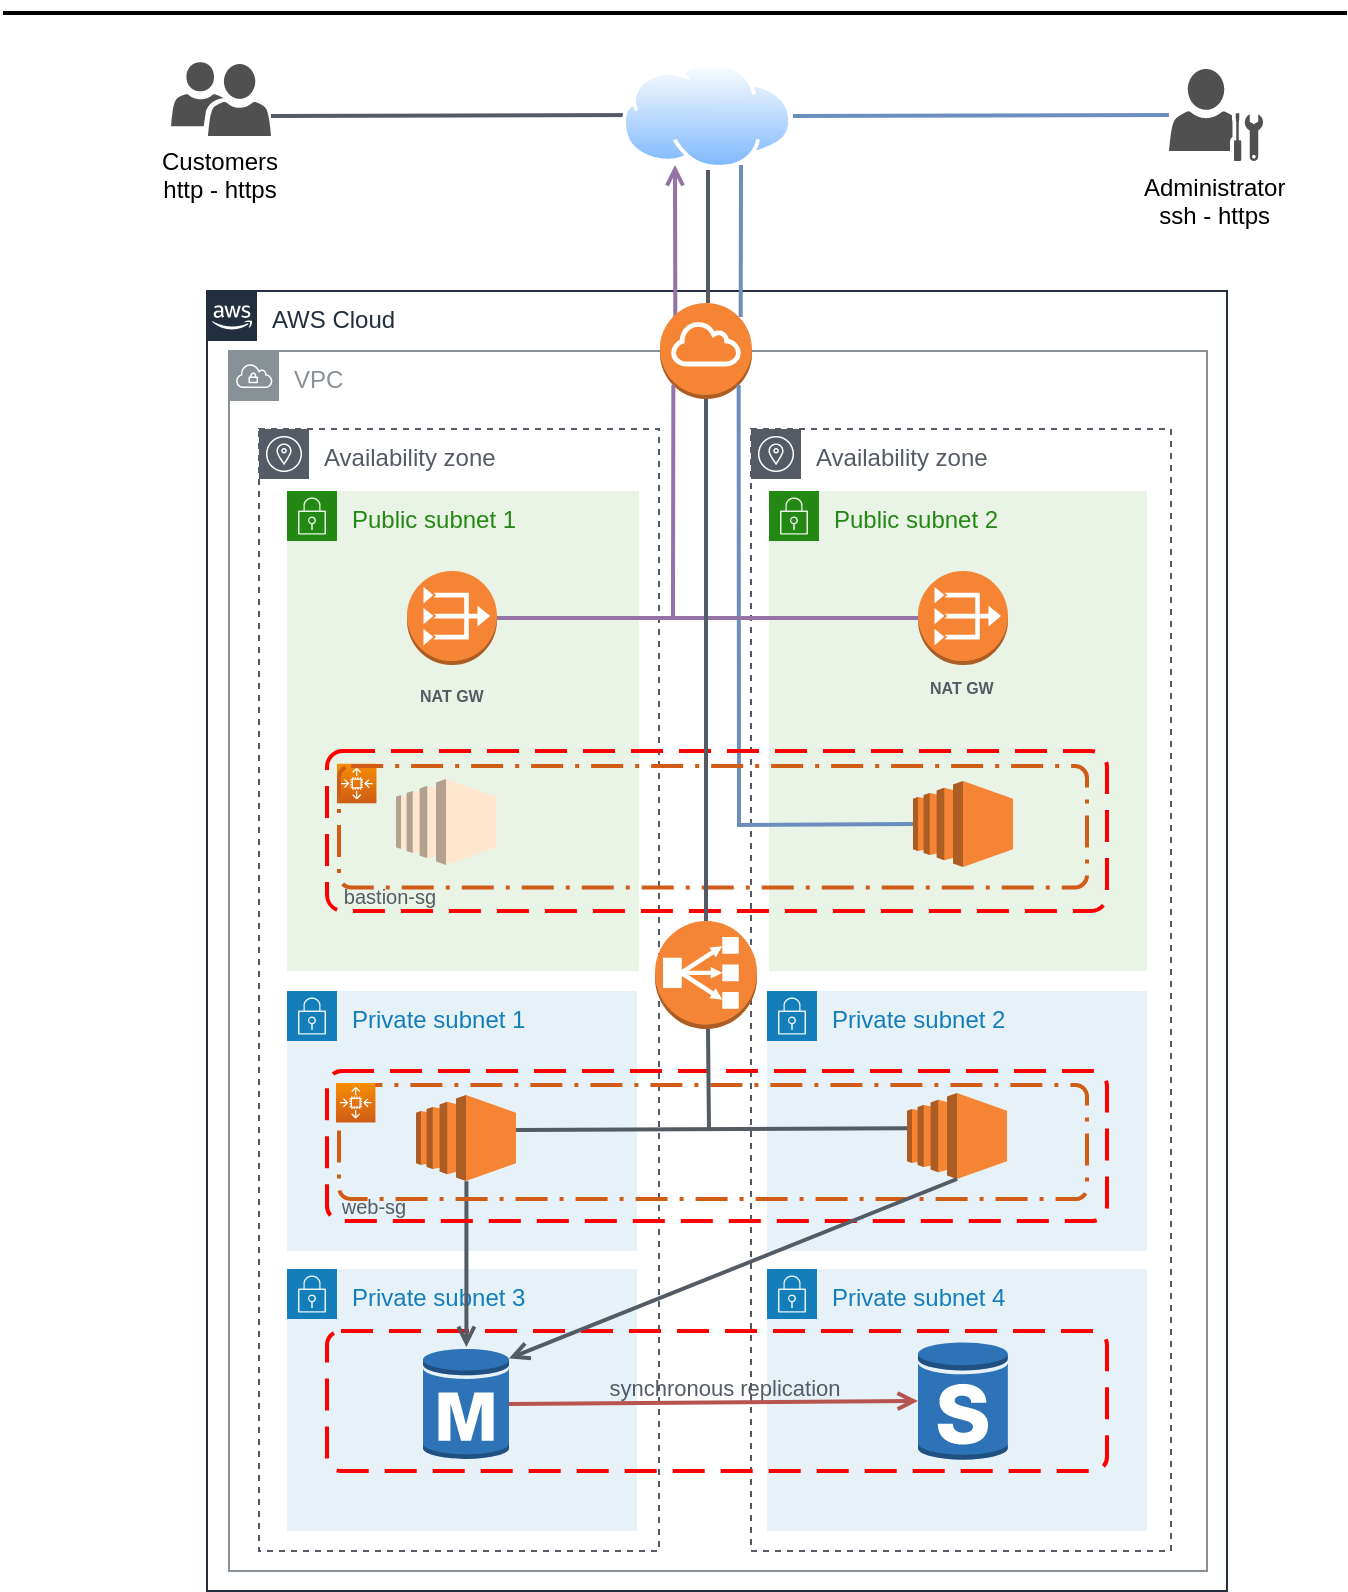 Customers
http - https
Administrator
ssh - https
aws
AWS Cloud
VPC
Availability zone
Availability zone
Public subnet 1
Public subnet 2
NAT GW
NAT GW
bastion-sg
Private subnet 1
Private subnet 2
web-sg
Private subnet 3
Private subnet 4
synchronous replication
M
S